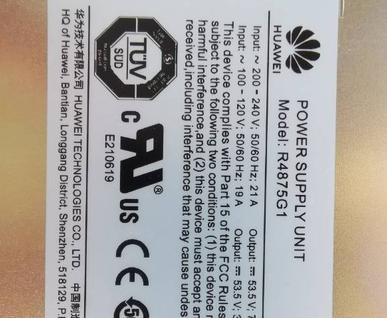 HUAWEI
POWER SUPPLY UNIT
Model: R4875G1
Input: ~ 200 - 240 V; 50/60 Hz; 21 A Output: ⎓ 53.5 V;
Input: ~ 100 - 120 V; 50/60 Hz; 19 A Output: ⎓ 53.5 V;
This device complies with Part 15 of the FCC Rules
subject to the following two conditions: (1) this device
harmful interference,and (2) this device must accept
received,including interference that may cause
TÜV
SÜD
C UL US
®
E210619
CE
华为技术有限公司 HUAWEI TECHNOLOGIES CO., LTD. 中国制
HQ of Huawei, Bantian, Longgang District, Shenzhen, 518129,